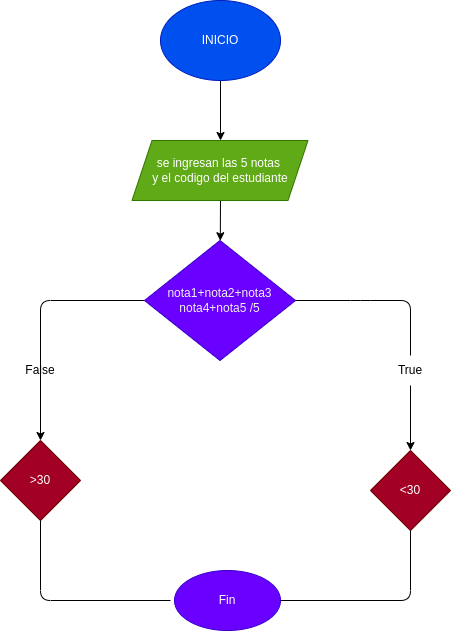 INICIO
se ingresan las 5 notas
y el codigo del estudiante
nota1+nota2+nota3
nota4+nota5 /5
False
True
>30
<30
Fin